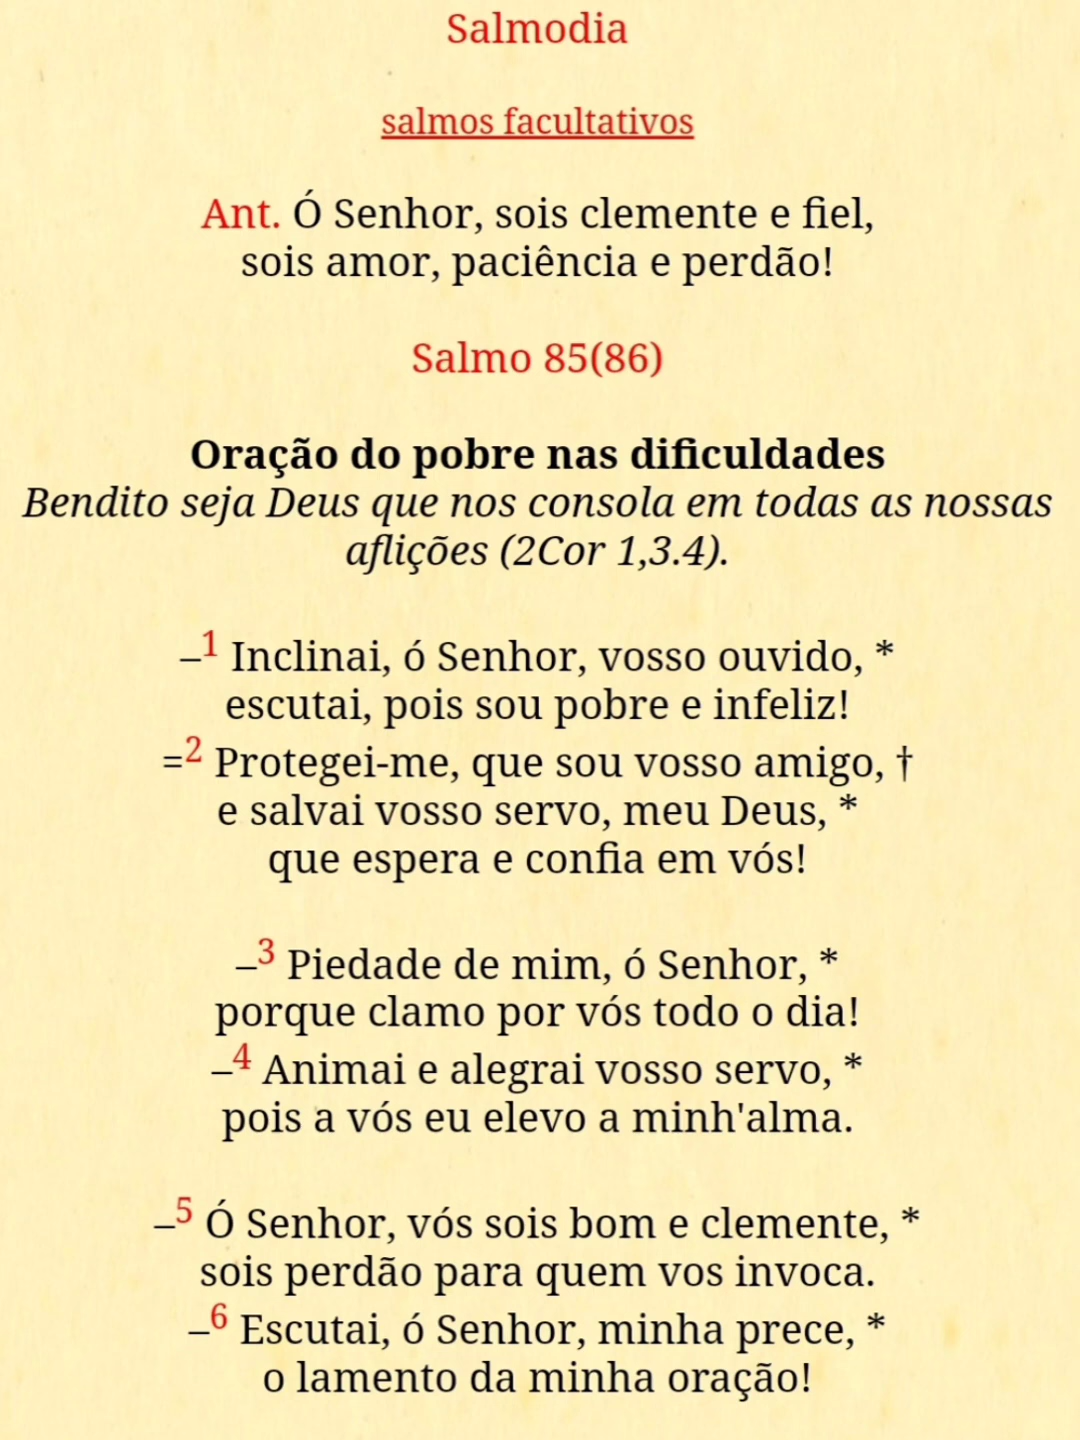 Salmodia
salmos facultativos
Ant. Ó Senhor, sois clemente e fiel,
sois amor, paciência e perdão!
Salmo 85(86)
Oração do pobre nas dificuldades
Bendito seja Deus que nos consola em todas as nossas
aflições (2Cor 1,3.4).
–1 Inclinai, ó Senhor, vosso ouvido, *
escutai, pois sou pobre e infeliz!
=2 Protegei-me, que sou vosso amigo, †
e salvai vosso servo, meu Deus, *
que espera e confia em vós!
–3 Piedade de mim, ó Senhor, *
porque clamo por vós todo o dia!
–4 Animai e alegrai vosso servo, *
pois a vós eu elevo a minh'alma.
–5 Ó Senhor, vós sois bom e clemente, *
sois perdão para quem vos invoca.
–6 Escutai, ó Senhor, minha prece, *
o lamento da minha oração!